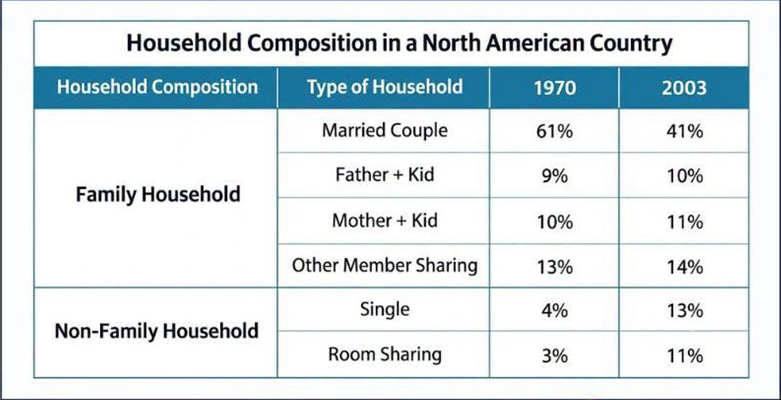 Household Composition in a North American Country
Household Composition Type of Household 1970 2003
Married Couple 61% 41%
Father + Kid 9% 10%
Family Household
Mother + Kid 10% 11%
Other Member Sharing 13% 14%
Single 4% 13%
Non-Family Household
Room Sharing 3% 11%